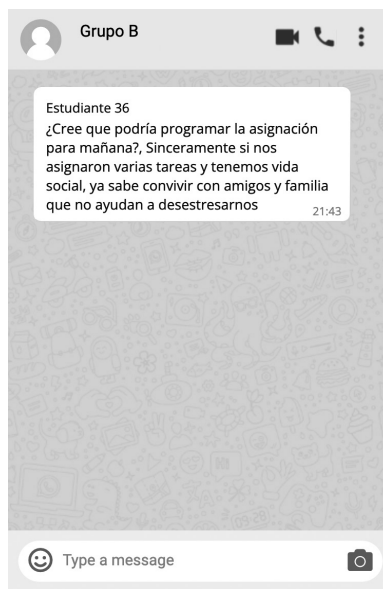 Grupo B
Estudiante 36
¿Cree que podría programar la asignación
para mañana?, Sinceramente si nos
asignaron varias tareas y tenemos vida
social, ya sabe convivir con amigos y familia
que no ayudan a desestresarnos
21:43
Type a message